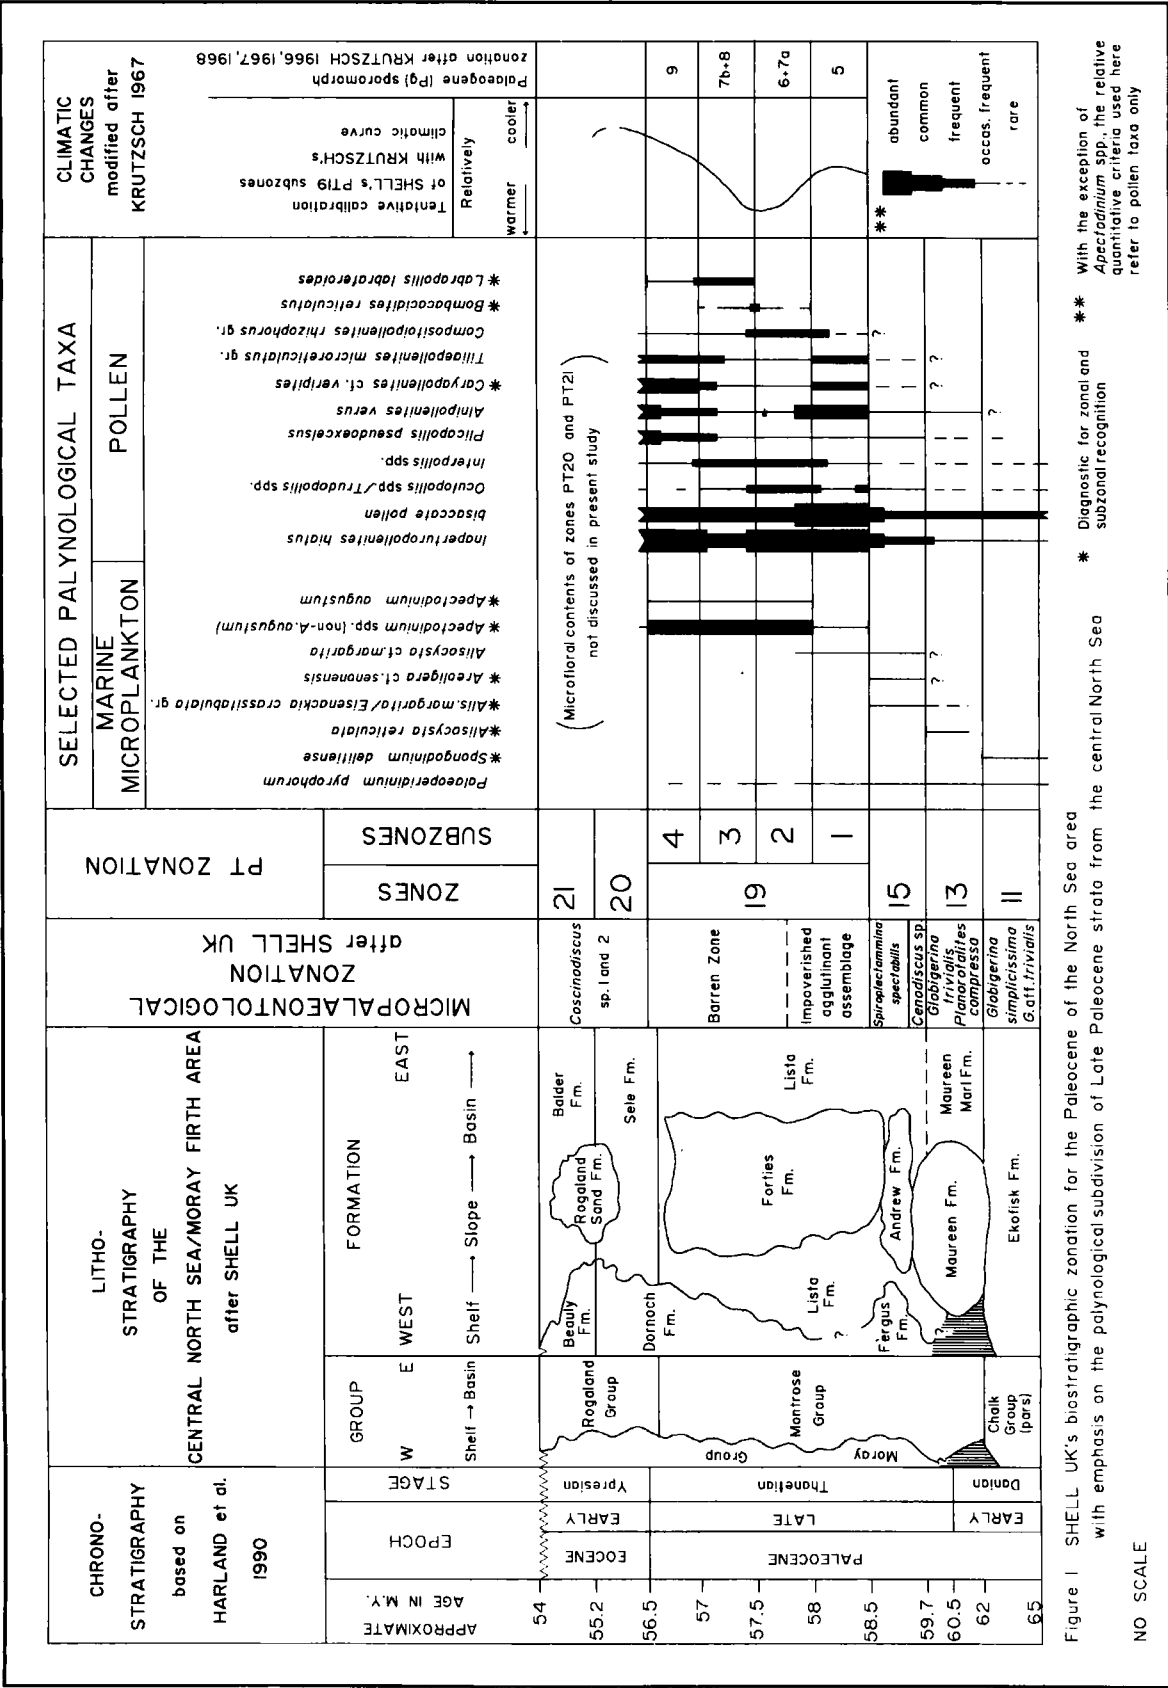 CHRONO-
STRATIGRAPHY
based on
HARLAND et al.
1990
LITHO-
STRATIGRAPHY
OF THE
CENTRAL NORTH SEA/MORAY FIRTH AREA
after SHELL UK
MICROPALAEONTOLOGICAL
ZONATION
after SHELL UK
PT ZONATION
SELECTED PALYNOLOGICAL TAXA
MARINE
MICROPLANKTON
POLLEN
CLIMATIC
CHANGES
modified after
KRUTZSCH 1967
APPROXIMATE
AGE IN M.Y.
EPOCH
STAGE
GROUP
W E
Shelf → Basin
FORMATION
WEST EAST
Shelf → Slope → Basin
ZONES
SUBZONES
Palaeoperidinium pyrophorum
*Spongodinium delitiense
*Alisocysta reticulata
*Alis. margarita/Eisenackia crassitabulata gr.
*Areoligera cf. senonensis
Alisocysta cf. margarita
*Apectodinium spp. (non-A. augustum)
*Apectodinium augustum
Inaperturopollenites hiatus
bisaccate pollen
Oculopollis spp./Trudopollis spp.
Interpollis spp.
Plicapollis pseudoexcelsus
Alnipollenites verus
*Caryapollenites cf. veripites
Tiliaepollenites microreticulatus gr.
Compositoipollenites rhizophorus gr.
*Bombacacidites reticulatus
*Labrapollis labraferoides
Tentative calibration
of SHELL's PT19 subzones
with KRUTZSCH's
climatic curve
Relatively
warmer cooler
Palaeogene (Pg) sporomorph
zonation after KRUTZSCH 1966, 1967, 1968
54
55.2
56.5
57
57.5
58
58.5
59.7
60.5
62
65
EOCENE
PALEOCENE
EARLY
LATE
EARLY
Ypresian
Thanetian
Danian
Rogaland
Group
Montrose
Group
Moray Group
?
Chalk
Group
(pars)
Beauly
Fm.
Rogaland
Sand Fm.
Balder
Fm.
Dornoch
Fm.
Sele Fm.
Forties
Fm.
Lista
Fm.
Lista
Fm.
?
Fergus
Fm.
Andrew Fm.
?
Maureen Fm.
Maureen
Marl Fm.
Ekofisk Fm.
Coscinodiscus
sp. 1 and 2
Barren Zone
Impoverished
agglutinant
assemblage
Spiroplectammina
spectabilis
Cenodiscus sp.
Globigerina
trivialis
Planorotalites
compressa
Globigerina
simplicissima
G. aff. trivialis
21
20
19
15
13
11
4
3
2
1
(Microfloral contents of zones PT20 and PT21
not discussed in present study)
?
?
?
?
?
?
9
7b+8
6+7a
5
**
abundant
common
frequent
occas. frequent
rare
* Diagnostic for zonal and
subzonal recognition
** With the exception of
Apectodinium spp., the relative
quantitative criteria used here
refer to pollen taxa only
Figure 1 SHELL UK's biostratigraphic zonation for the Paleocene of the North Sea area
with emphasis on the palynological subdivision of Late Paleocene strata from the central North Sea
NO SCALE